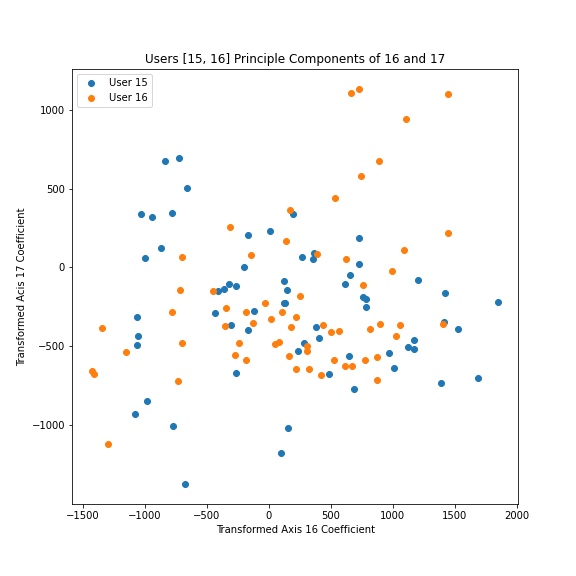 Users [15, 16] Principle Components of 16 and 17
User 15
User 16
1000
500
0
−500
−1000
Transformed Acis 17 Coefficient
−1500
−1000
−500
0
500
1000
1500
2000
Transformed Axis 16 Coefficient